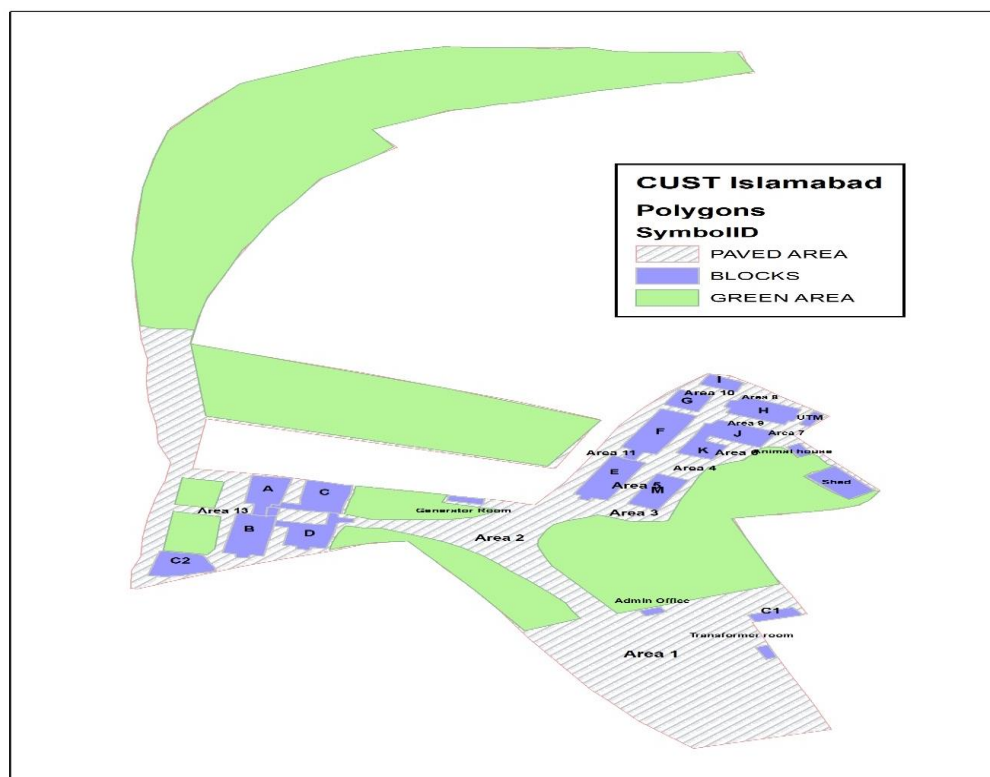 CUST Islamabad
Polygons
SymbolID
PAVED AREA
BLOCKS
GREEN AREA
I
Area 10
Area 8
G
H
UTM
Area 9
F
J
Area 7
K
Area 6
Animal house
Area 11
Area 4
E
Shad
Area 5
M
Area 3
A
C
Area 13
Generator Room
B
D
Area 2
C2
Admin Office
C1
Transformer room
Area 1